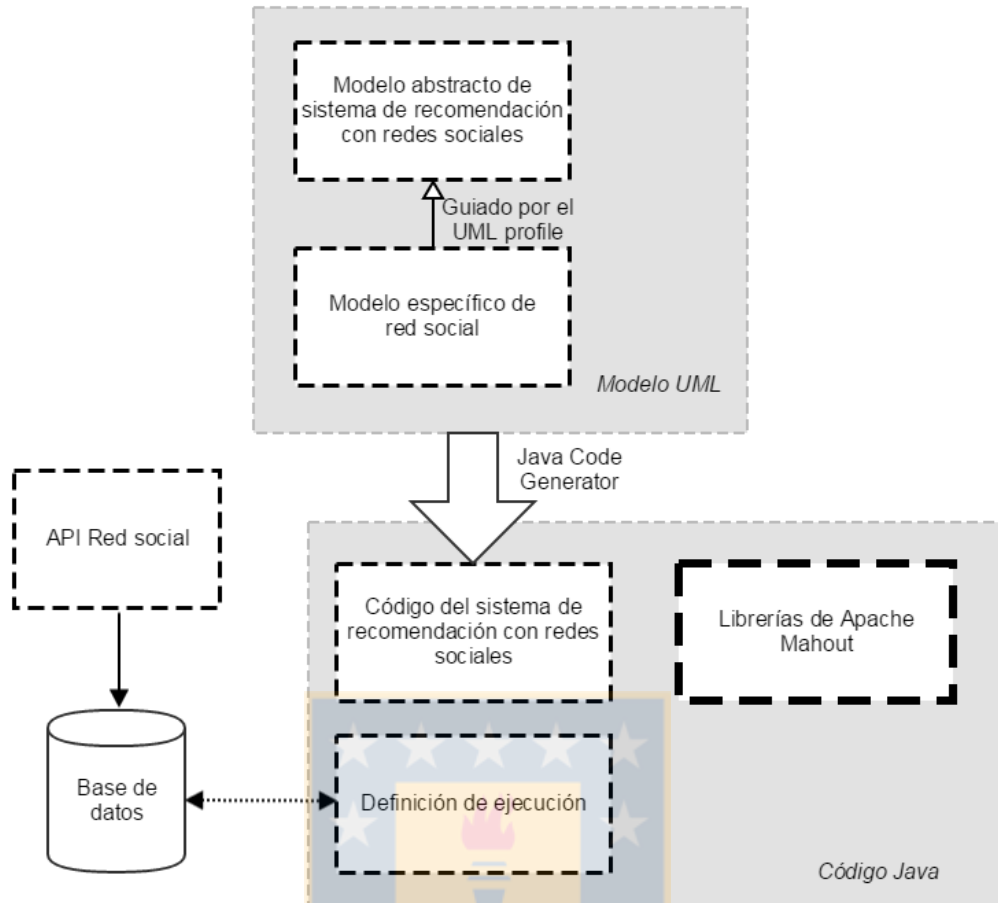 Modelo abstracto de
sistema de recomendación
con redes sociales
Guiado por el
UML profile
Modelo específico de
red social
Modelo UML
Java Code
Generator
API Red social
Código del sistema de
recomendación con redes
sociales
Librerías de Apache
Mahout
Base de
datos
Definición de ejecución
Código Java